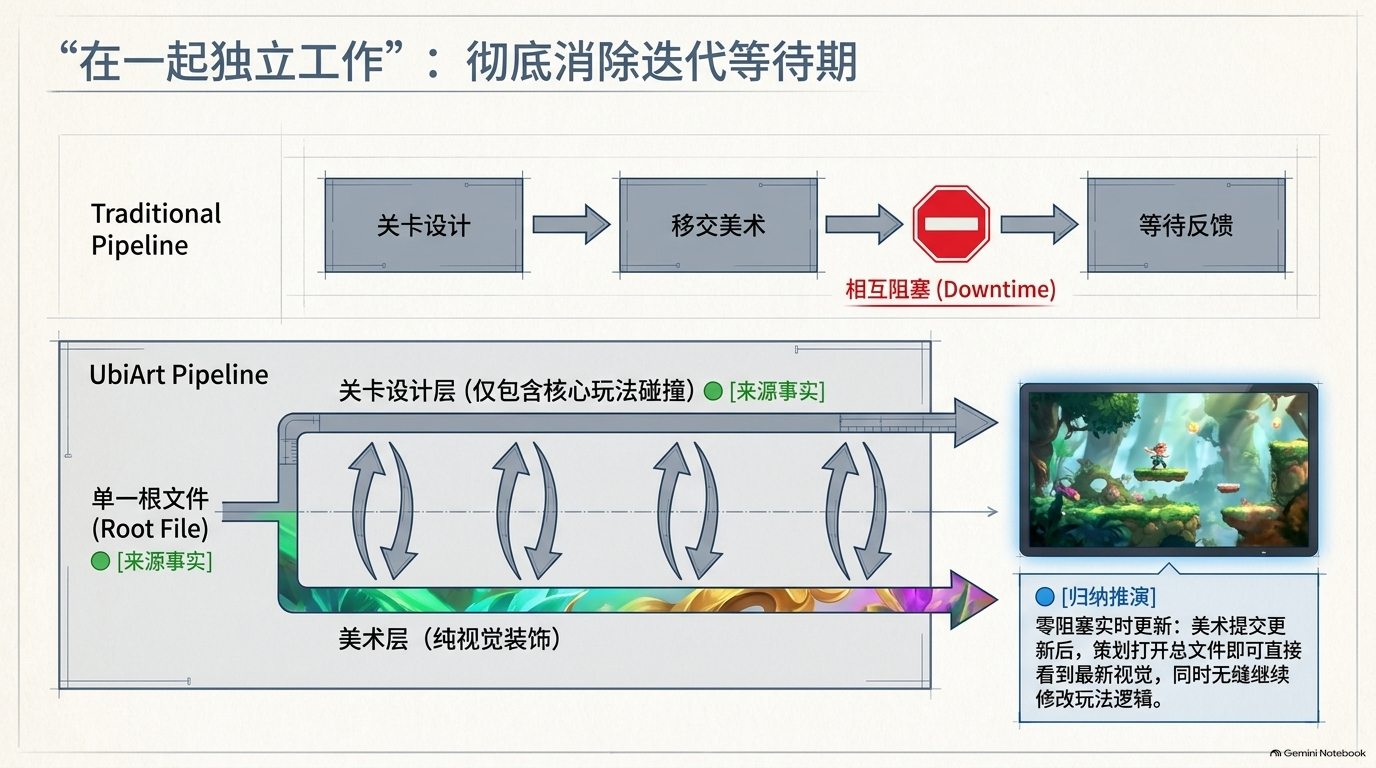 “在一起独立工作”：彻底消除迭代等待期
Traditional
Pipeline
关卡设计
移交美术
等待反馈
相互阻塞 (Downtime)
UbiArt Pipeline
关卡设计层 (仅包含核心玩法碰撞) [来源事实]
单一根文件
(Root File)
[来源事实]
美术层（纯视觉装饰）
[归纳推演]
零阻塞实时更新：美术提交更
新后，策划打开总文件即可直接
看到最新视觉，同时无缝继续
修改玩法逻辑。
Gemini Notebook